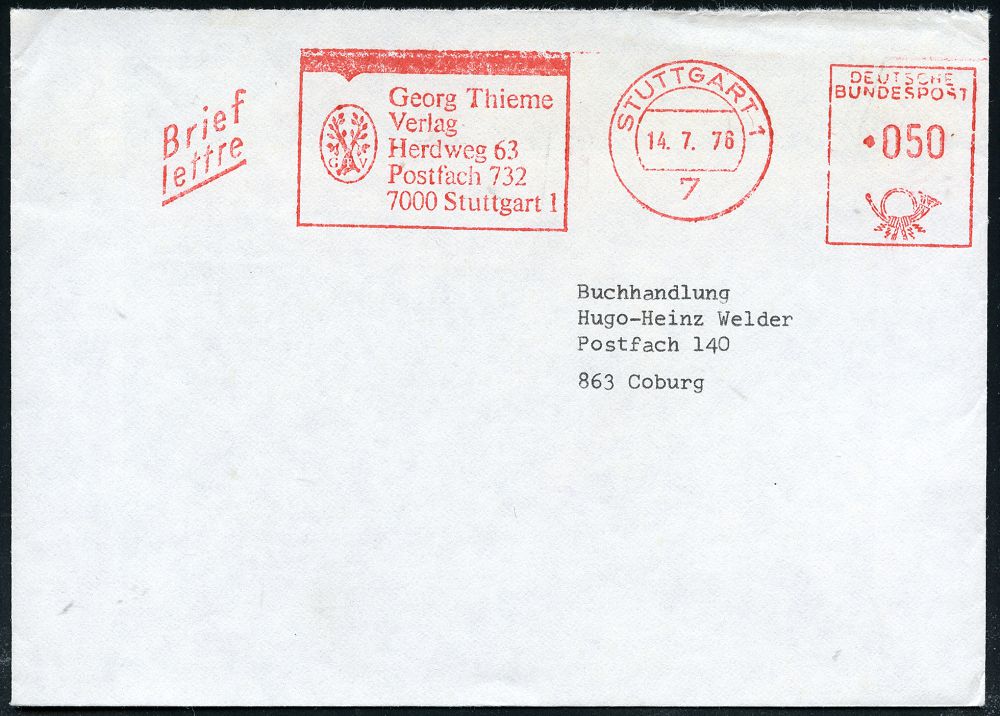 Brief
lettre
Georg Thieme
Verlag
Herdweg 63
Postfach 732
7000 Stuttgart 1
G V
STUTTGART 1
14. 7. 76
7
DEUTSCHE
BUNDESPOST
050
Buchhandlung
Hugo-Heinz Welder
Postfach 140
863 Coburg